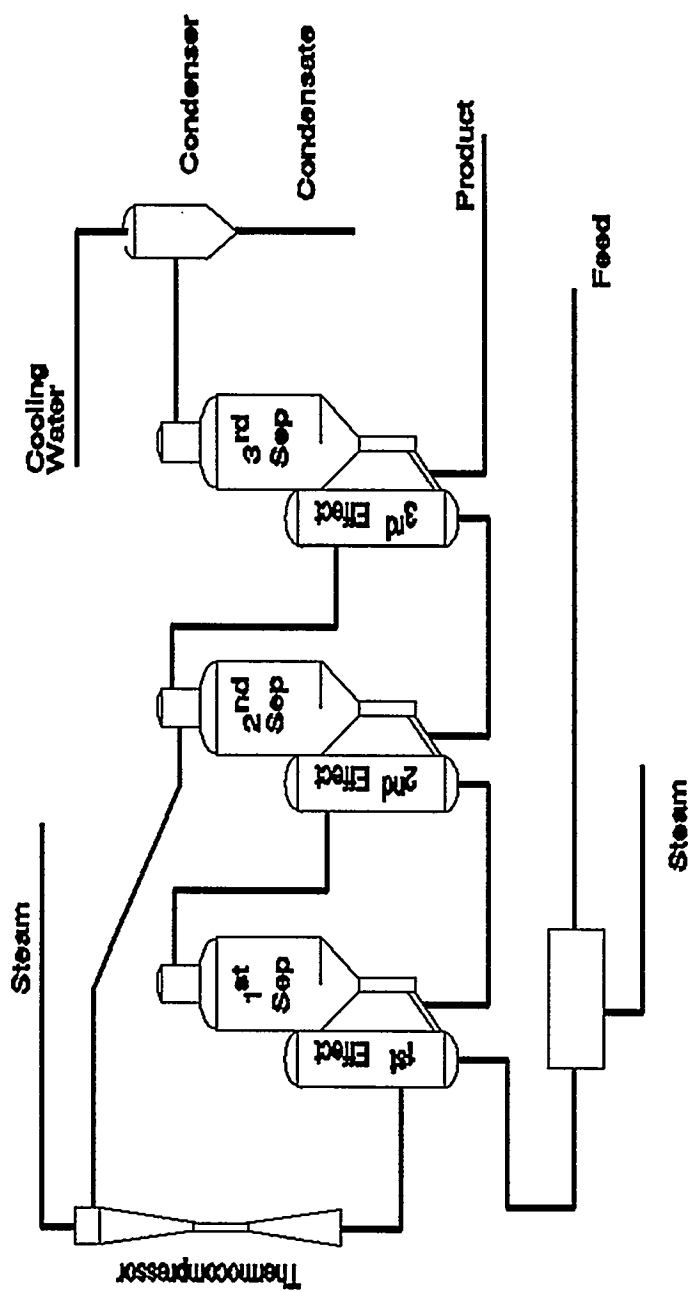 Thermocompressor
Steam
Cooling
Water
Condenser
Condensate
1st
Sep
1st
Effect
2nd
Sep
2nd
Effect
3rd
Sep
3rd
Effect
Product
Feed
Steam